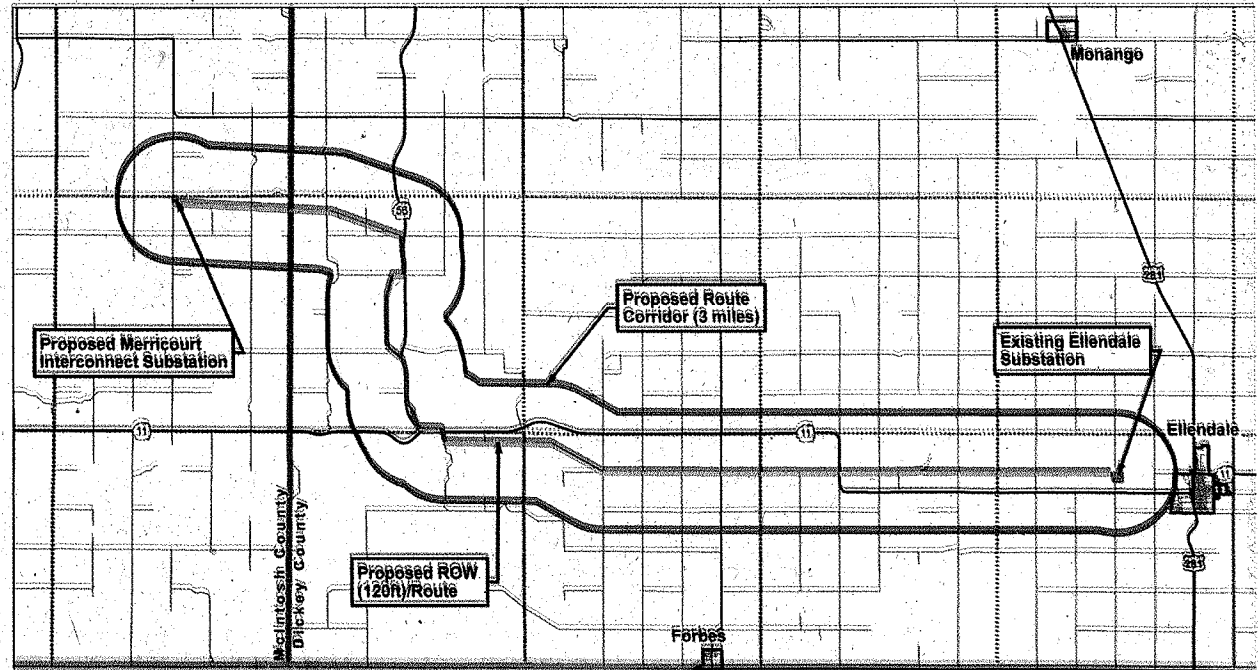 Monango
56
281
Proposed Route
Corridor (3 miles)
Proposed Merricourt
Interconnect Substation
Existing Ellendale
Substation
11
11
Ellendale
11
McIntosh County
Dickey County
Proposed ROW
(120ft)/Route
281
Forbes